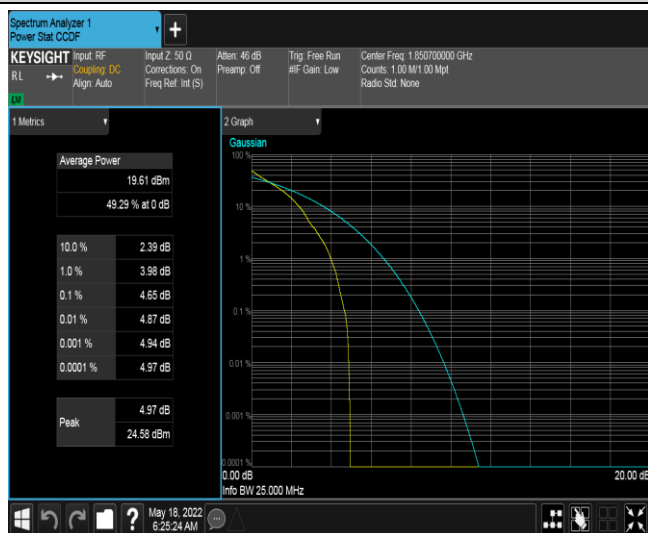 Spectrum Analyzer 1
Power Stat CCDF
+
KEYSIGHT
RL
Input: RF
Coupling: DC
Align: Auto
Input Z: 50 Ω
Corrections: On
Freq Ref: Int (S)
Atten: 46 dB
Preamp: Off
Trig: Free Run
#IF Gain: Low
Center Freq: 1.850700000 GHz
Counts: 1.00 M/1.00 Mpt
Radio Std: None
1 Metrics
Average Power
19.61 dBm
49.29 % at 0 dB
10.0 % 2.39 dB
1.0 % 3.98 dB
0.1 % 4.65 dB
0.01 % 4.87 dB
0.001 % 4.94 dB
0.0001 % 4.97 dB
Peak
4.97 dB
24.58 dBm
2 Graph
Gaussian
100 %
10 %
1 %
0.1 %
0.01 %
0.001 %
0.0001 %
0.00 dB 20.00 dB
Info BW 25.000 MHz
?
May 18, 2022
6:25:24 AM